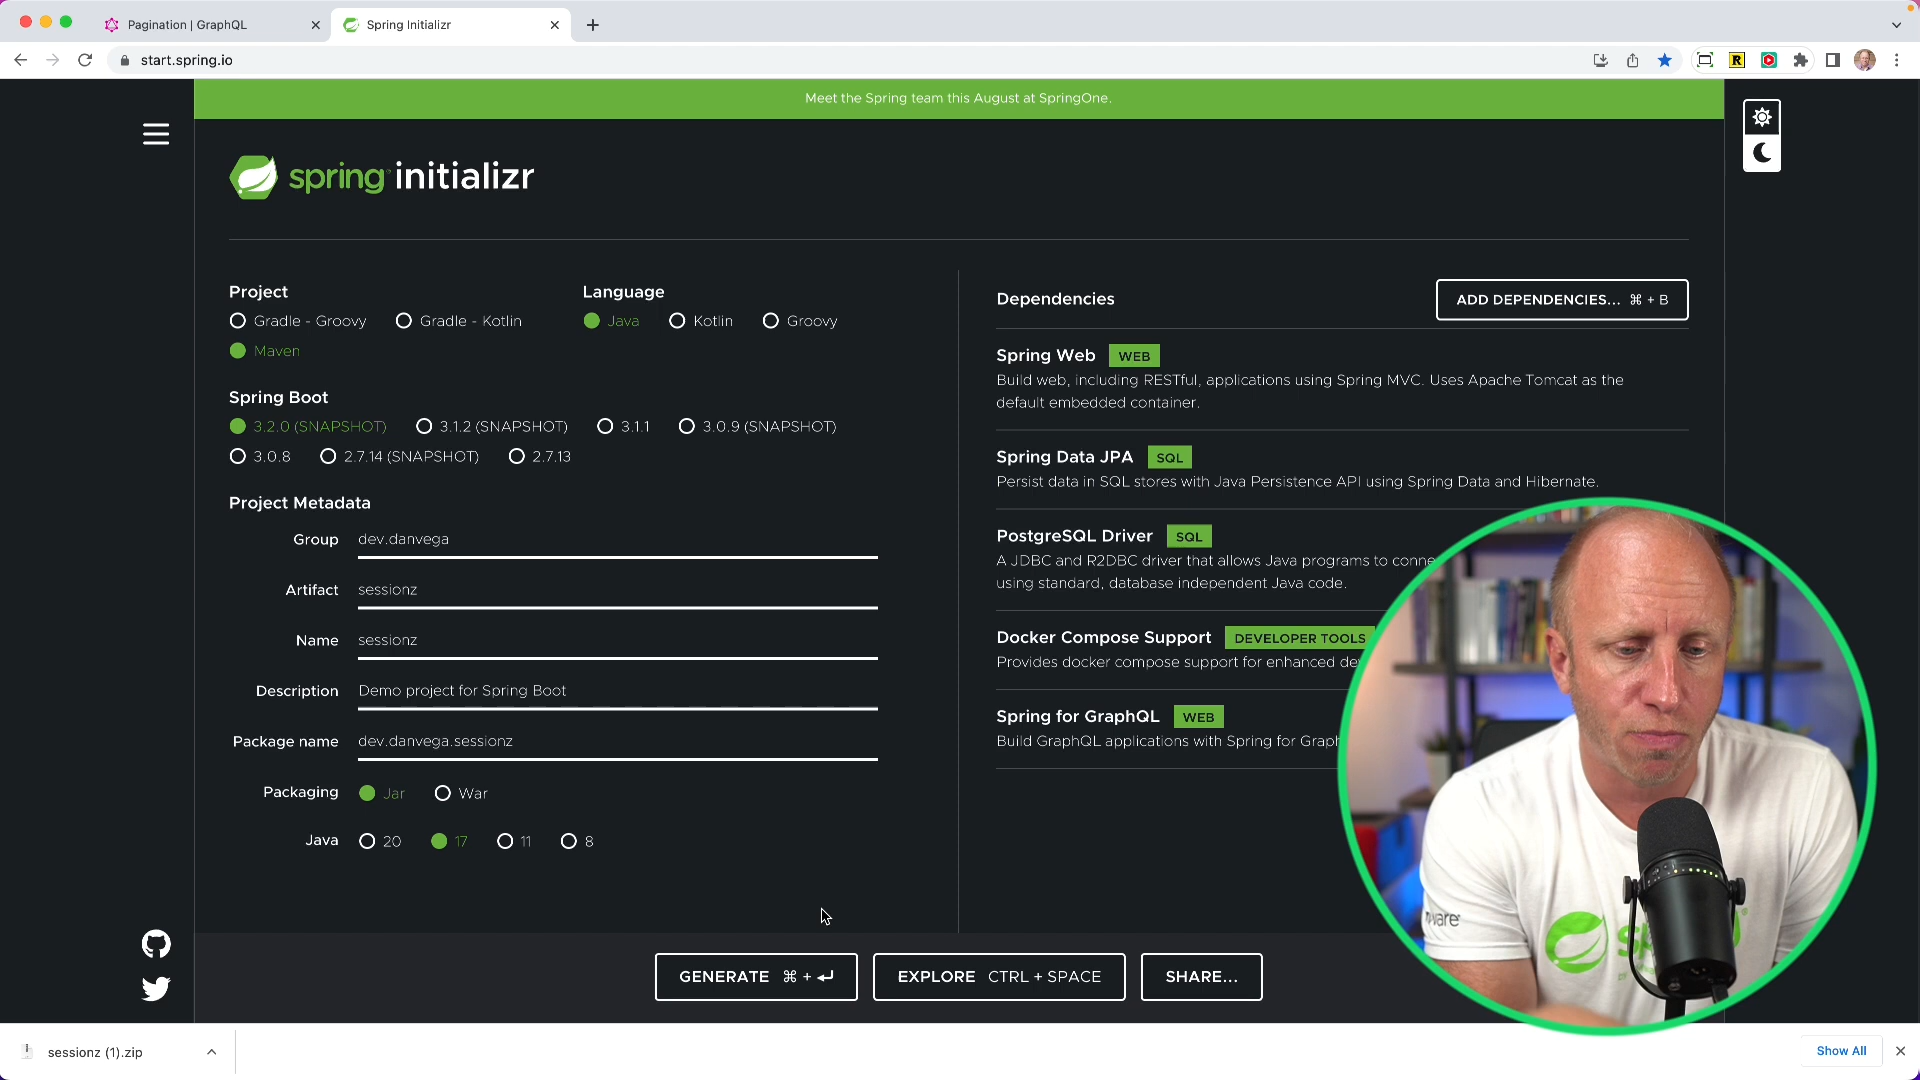 Pagination | GraphQL
Spring Initializr
start.spring.io
Meet the Spring team this August at SpringOne.
spring initializr
Project
Language
Gradle - Groovy
Gradle - Kotlin
Java
Kotlin
Groovy
Maven
Spring Boot
3.2.0 (SNAPSHOT)
3.1.2 (SNAPSHOT)
3.1.1
3.0.9 (SNAPSHOT)
3.0.8
2.7.14 (SNAPSHOT)
2.7.13
Project Metadata
Group dev.danvega
Artifact sessionz
Name sessionz
Description Demo project for Spring Boot
Package name dev.danvega.sessionz
Packaging Jar War
Java 20 17 11 8
Dependencies
ADD DEPENDENCIES... ⌘ + B
Spring Web WEB
Build web, including RESTful, applications using Spring MVC. Uses Apache Tomcat as the
default embedded container.
Spring Data JPA SQL
Persist data in SQL stores with Java Persistence API using Spring Data and Hibernate.
PostgreSQL Driver SQL
A JDBC and R2DBC driver that allows Java programs to conne
using standard, database independent Java code.
Docker Compose Support DEVELOPER TOOLS
Provides docker compose support for enhanced de
Spring for GraphQL WEB
Build GraphQL applications with Spring for Graph
GENERATE ⌘ + ⏎
EXPLORE CTRL + SPACE
SHARE...
sessionz (1).zip
Show All